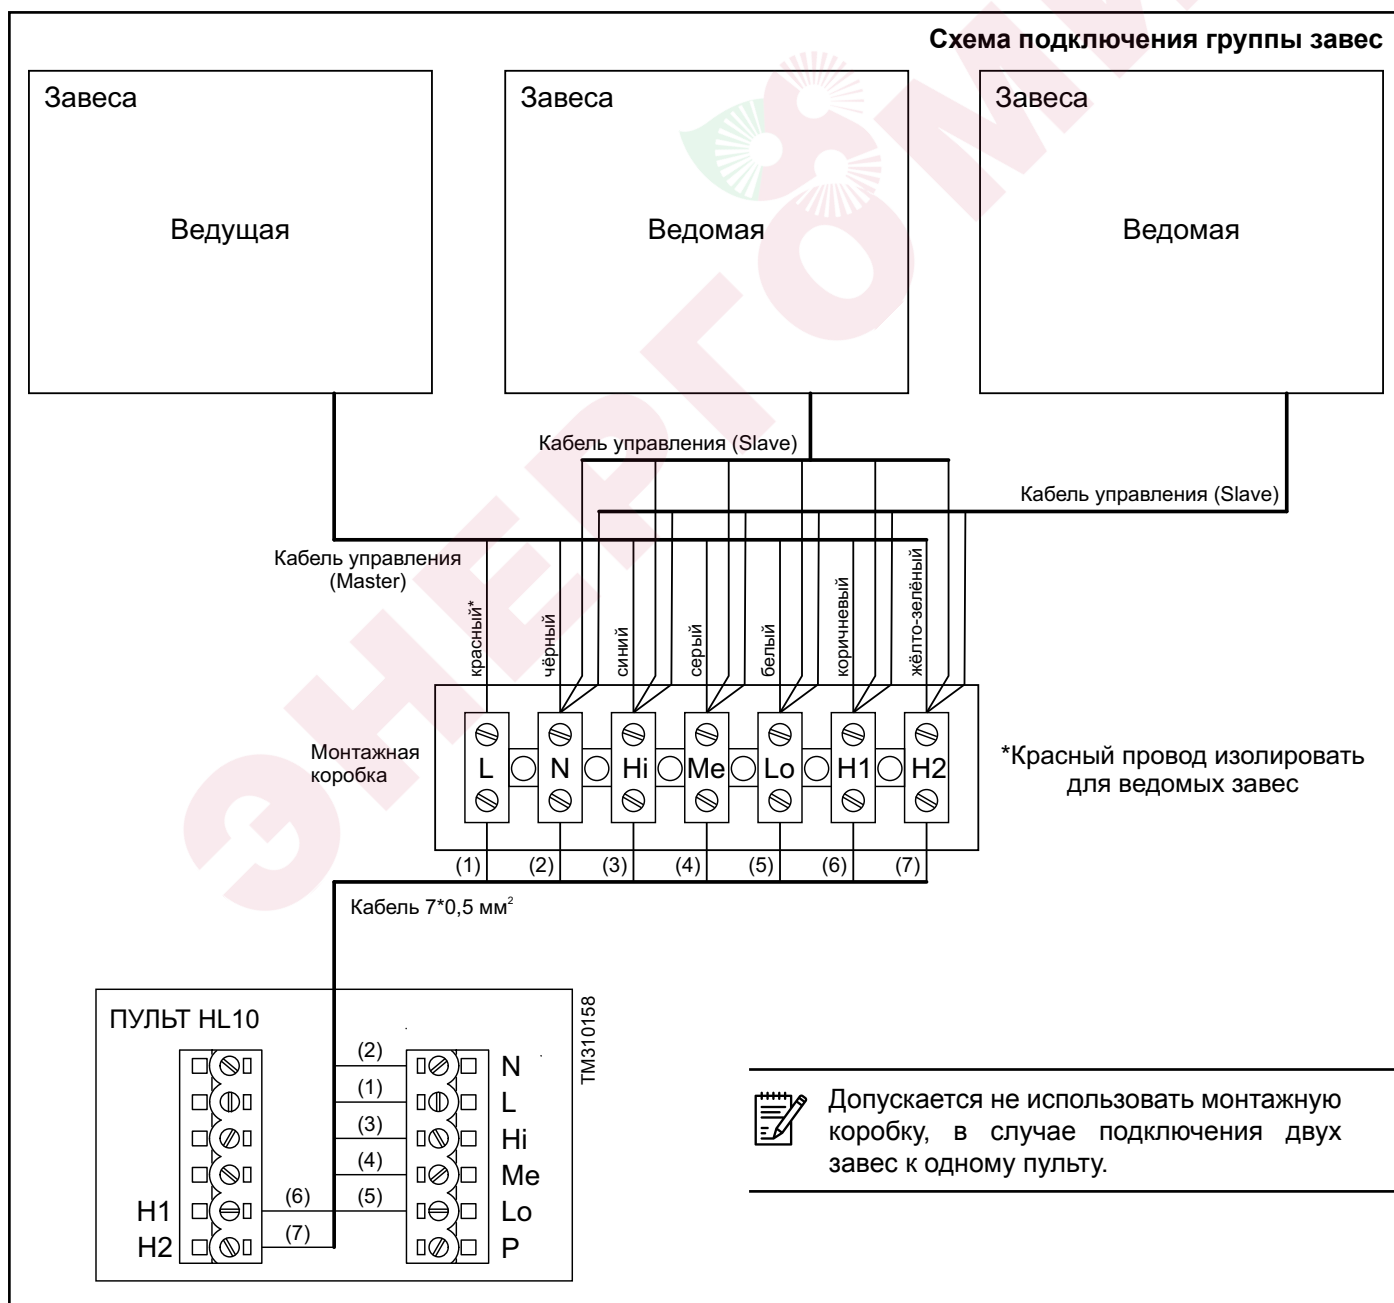 Схема подключения группы завес
Завеса
Завеса
Завеса
Ведущая
Ведомая
Ведомая
Кабель управления (Slave)
Кабель управления (Slave)
Кабель управления
(Master)
красный*
чёрный
синий
серый
белый
коричневый
жёлто-зелёный
Монтажная
коробка
L
N
Hi
Me
Lo
H1
H2
*Красный провод изолировать
для ведомых завес
(1)
(2)
(3)
(4)
(5)
(6)
(7)
Кабель 7*0,5 мм²
ПУЛЬТ HL10
TM310158
(2)
N
(1)
L
(3)
Hi
(4)
Me
H1
(6)
(5)
Lo
H2
(7)
P
Допускается не использовать монтажную
коробку, в случае подключения двух
завес к одному пульту.
ЭНЕРГОМИ